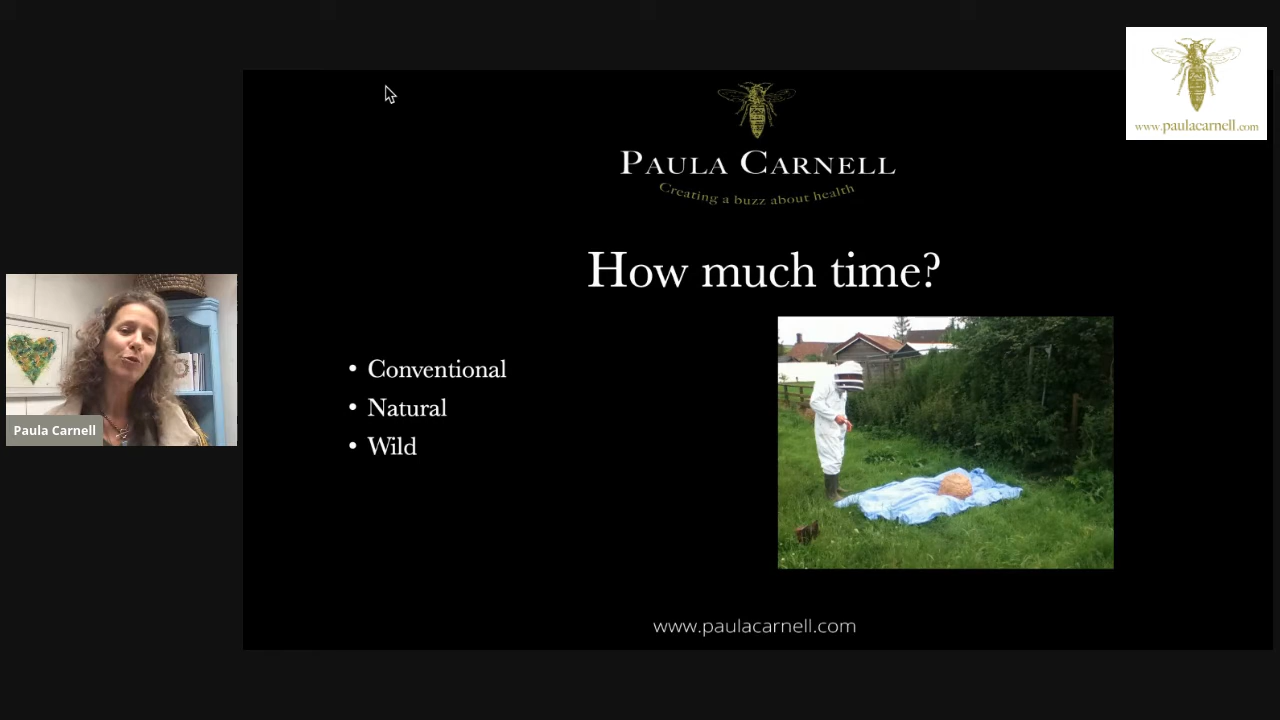 www.paulacarnell.com
PAULA CARNELL
Creating a buzz about health
How much time?
• Conventional
• Natural
• Wild
Paula Carnell
www.paulacarnell.com